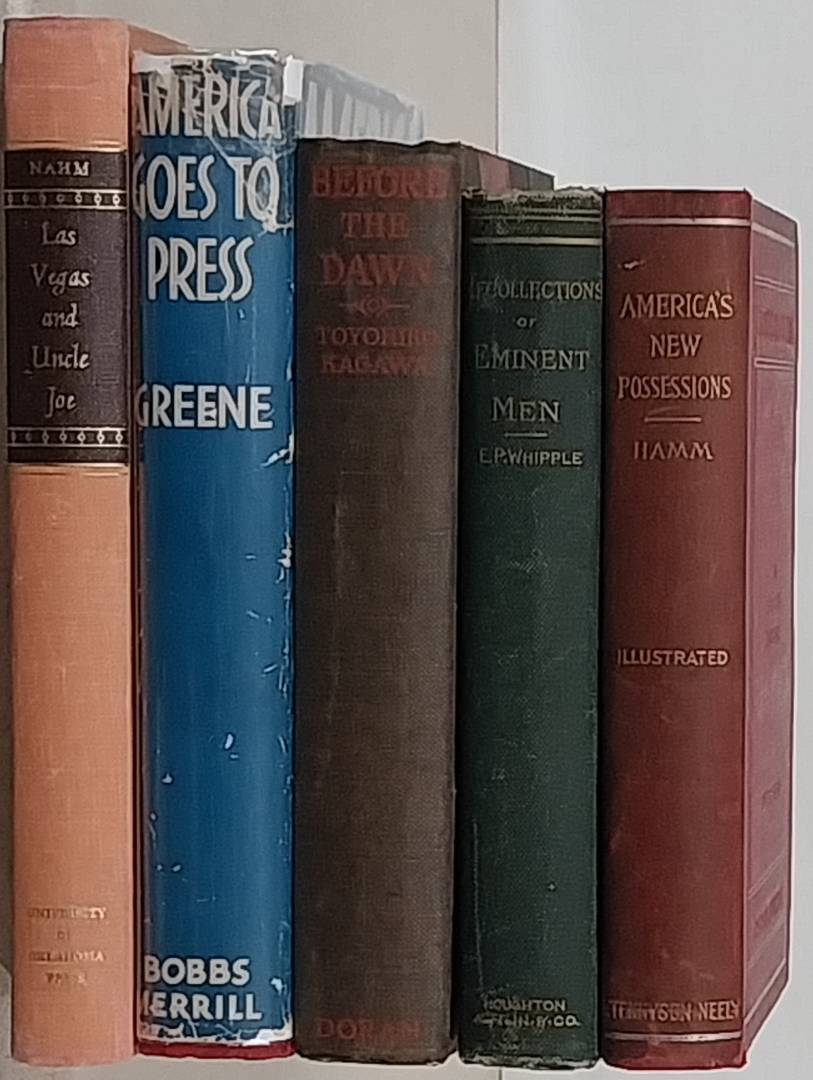 NAHM
Las
Vegas
and
Uncle
Joe
UNIVERSITY
OF
OKLAHOMA
PRESS
AMERICA
GOES TO
PRESS
GREENE
BOBBS
MERRILL
BEFORE
THE
DAWN
TOYOHIKO
KAGAWA
DORAN
RECOLLECTIONS
OF
EMINENT
MEN
E.P. WHIPPLE
HOUGHTON
MIFFLIN & CO.
AMERICA'S
NEW
POSSESSIONS
HAMM
ILLUSTRATED
TENNYSON NEELY